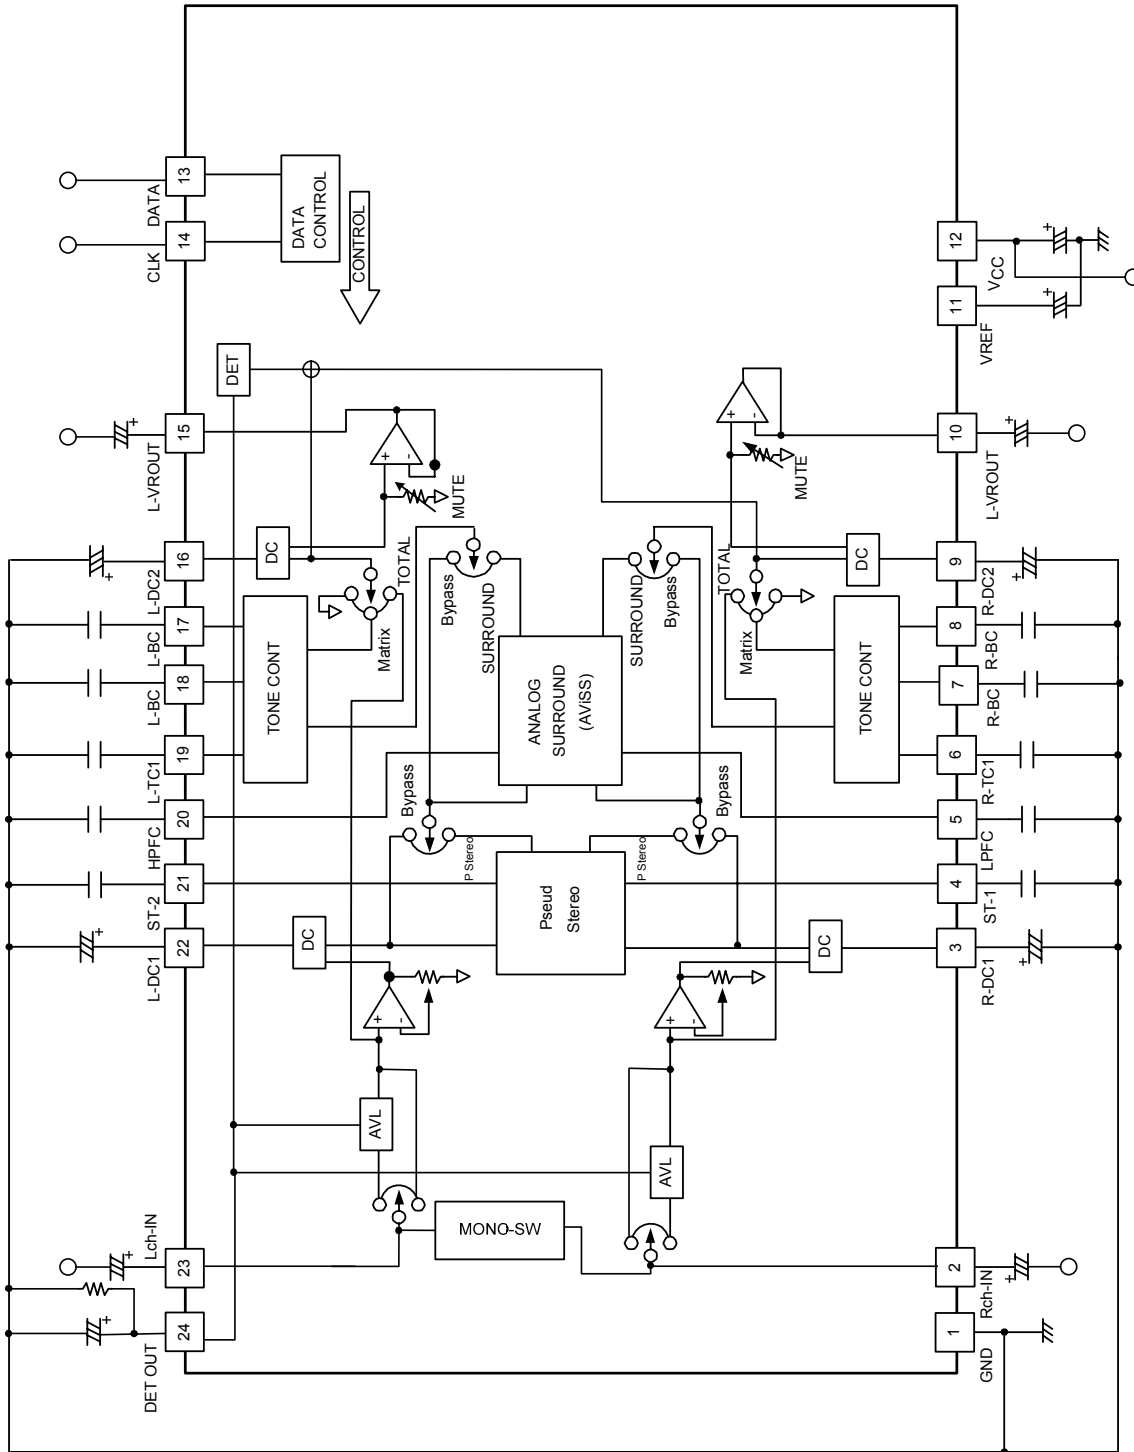 13
DATA
14
CLK
DATA
CONTROL
CONTROL
12
VCC
11
VREF
DET
15
L-VROUT
+
+
-
MUTE
+
-
MUTE
10
L-VROUT
+
16
L-DC2
+
DC
TOTAL
Matrix
Bypass
SURROUND
SURROUND
Bypass
TOTAL
Matrix
DC
9
R-DC2
+
17
L-BC
18
L-BC
19
L-TC1
TONE CONT
ANALOG
SURROUND
(AViSS)
TONE CONT
8
R-BC
7
R-BC
6
R-TC1
20
HPFC
Bypass
P Stereo
P Stereo
Bypass
5
LPFC
21
ST-2
Pseud
Stereo
4
ST-1
22
L-DC1
+
DC
DC
3
R-DC1
+
+
-
+
-
AVL
AVL
MONO-SW
23
Lch-IN
+
2
Rch-IN
+
24
DET OUT
+
1
GND
+
+